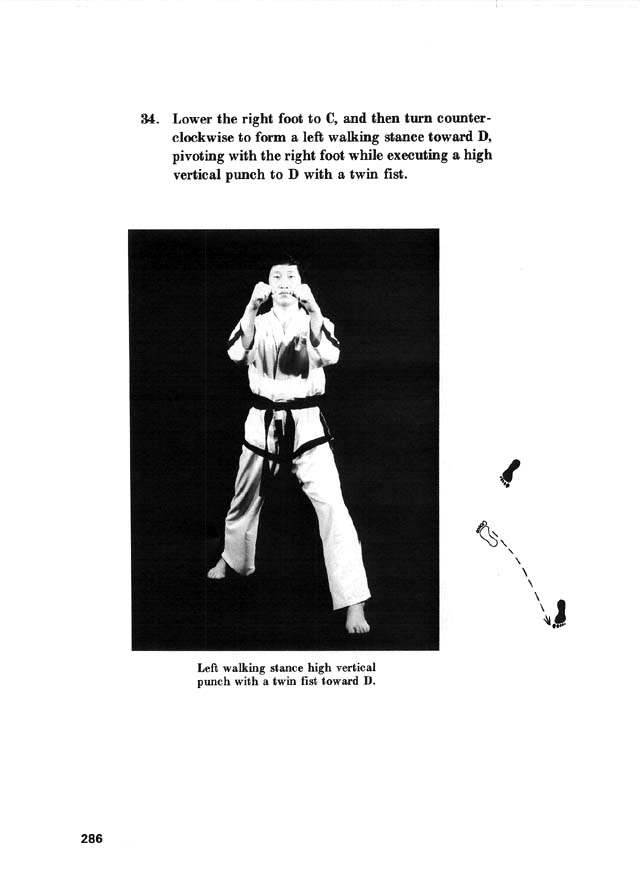 34. Lower the right foot to C, and then turn counter-
clockwise to form a left walking stance toward D,
pivoting with the right foot while executing a high
vertical punch to D with a twin fist.
Left walking stance high vertical
punch with a twin fist toward D.
286